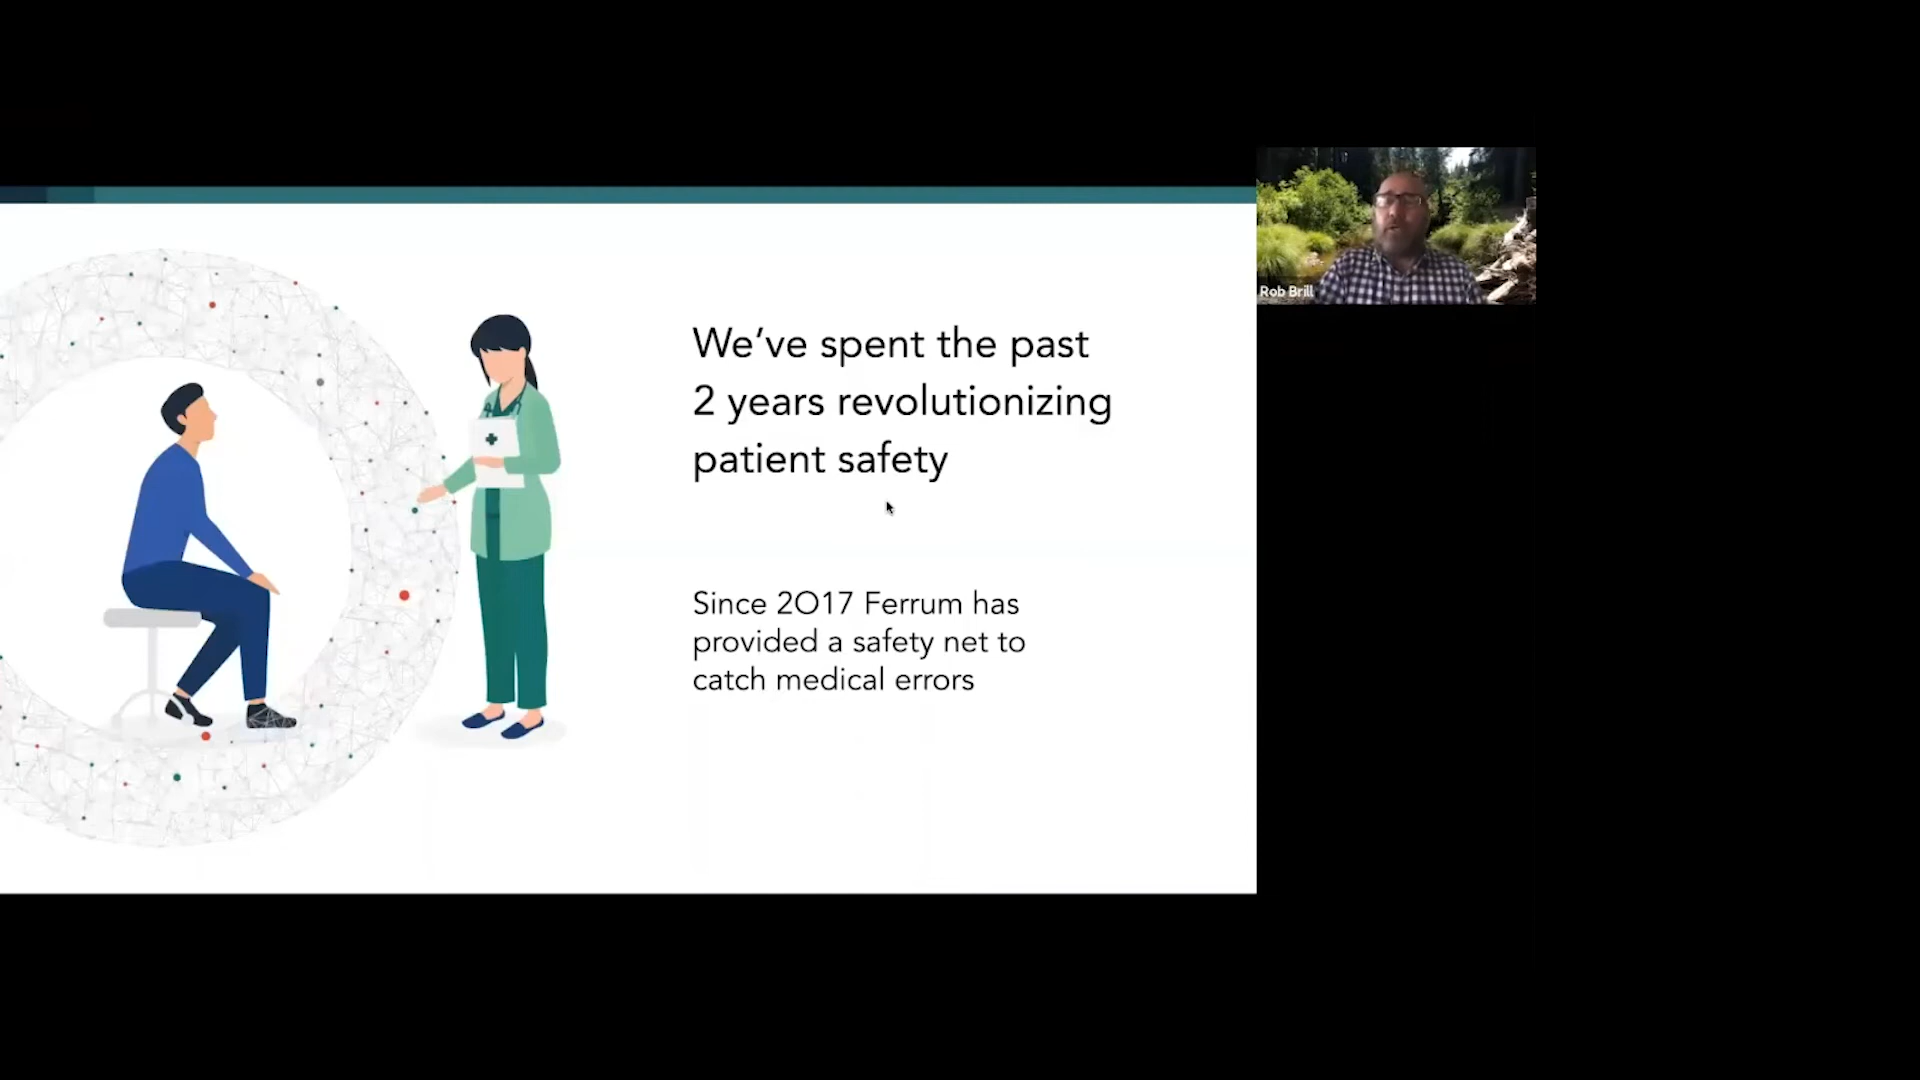 We’ve spent the past
2 years revolutionizing
patient safety
Since 2017 Ferrum has
provided a safety net to
catch medical errors
Rob Brill